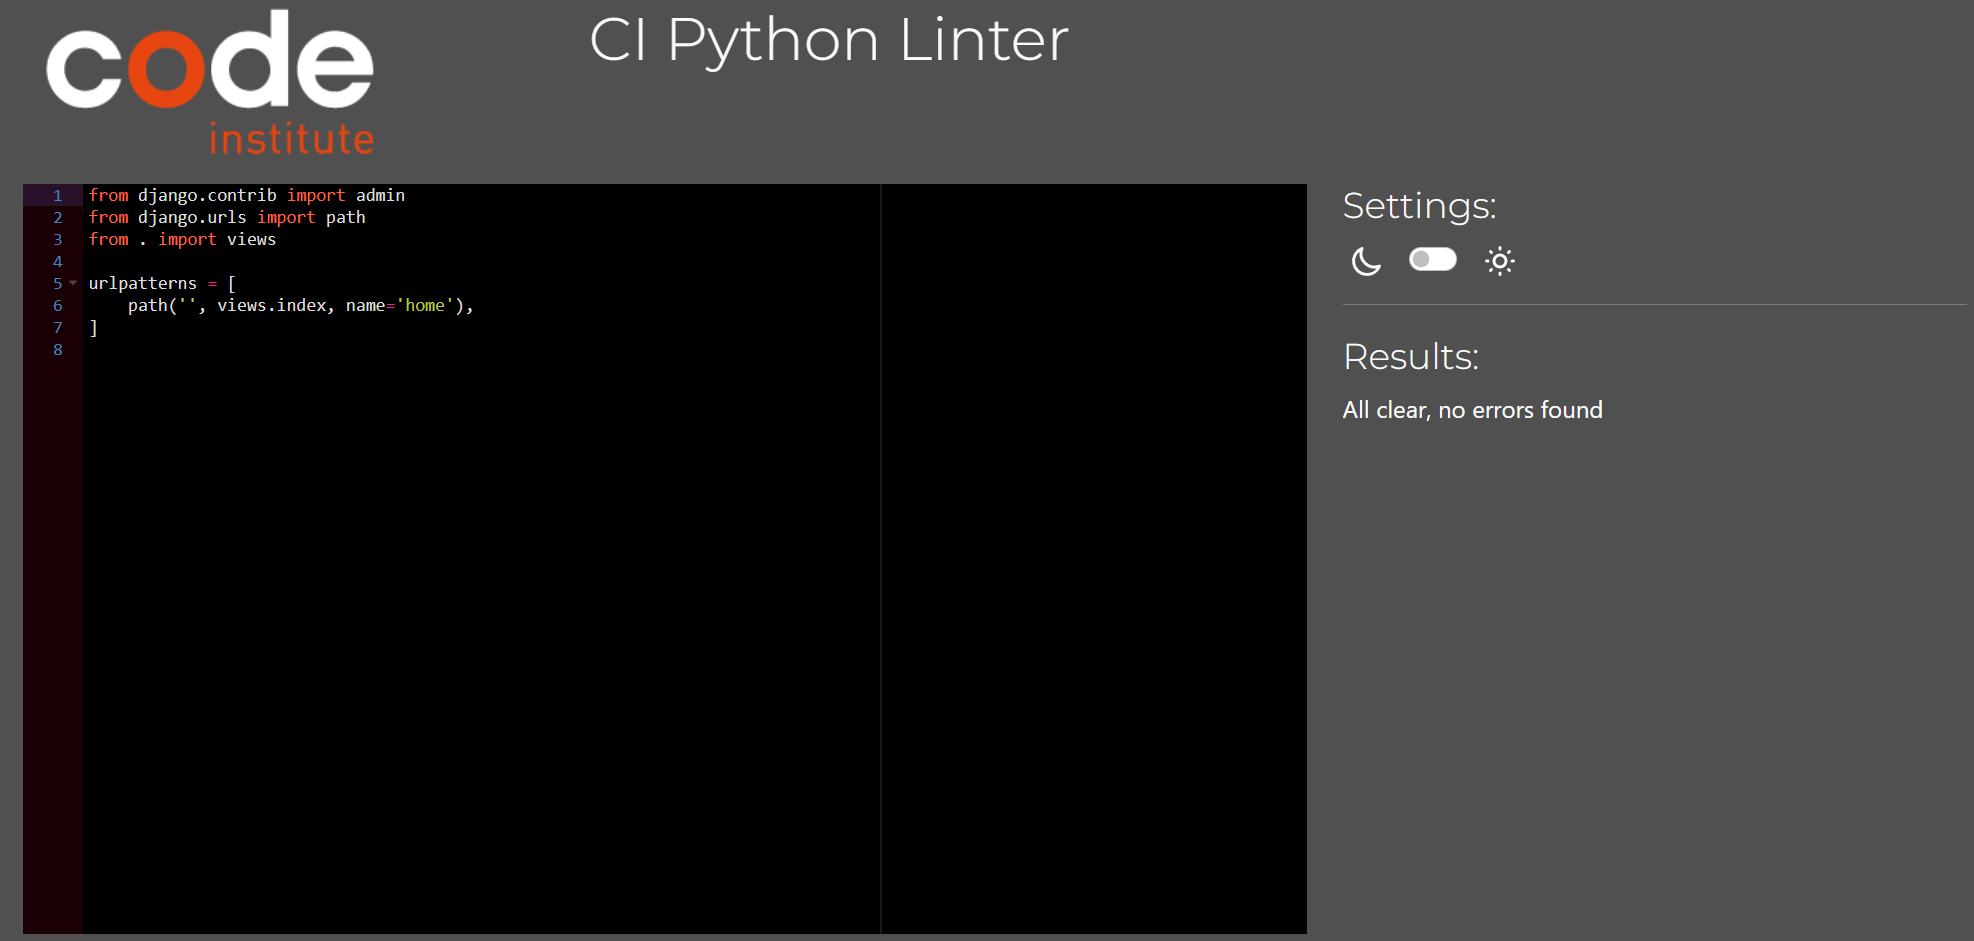 code
institute
CI Python Linter
1 from django.contrib import admin
2 from django.urls import path
3 from . import views
4
5 urlpatterns = [
6     path('', views.index, name='home'),
7 ]
8
Settings:
Results:
All clear, no errors found